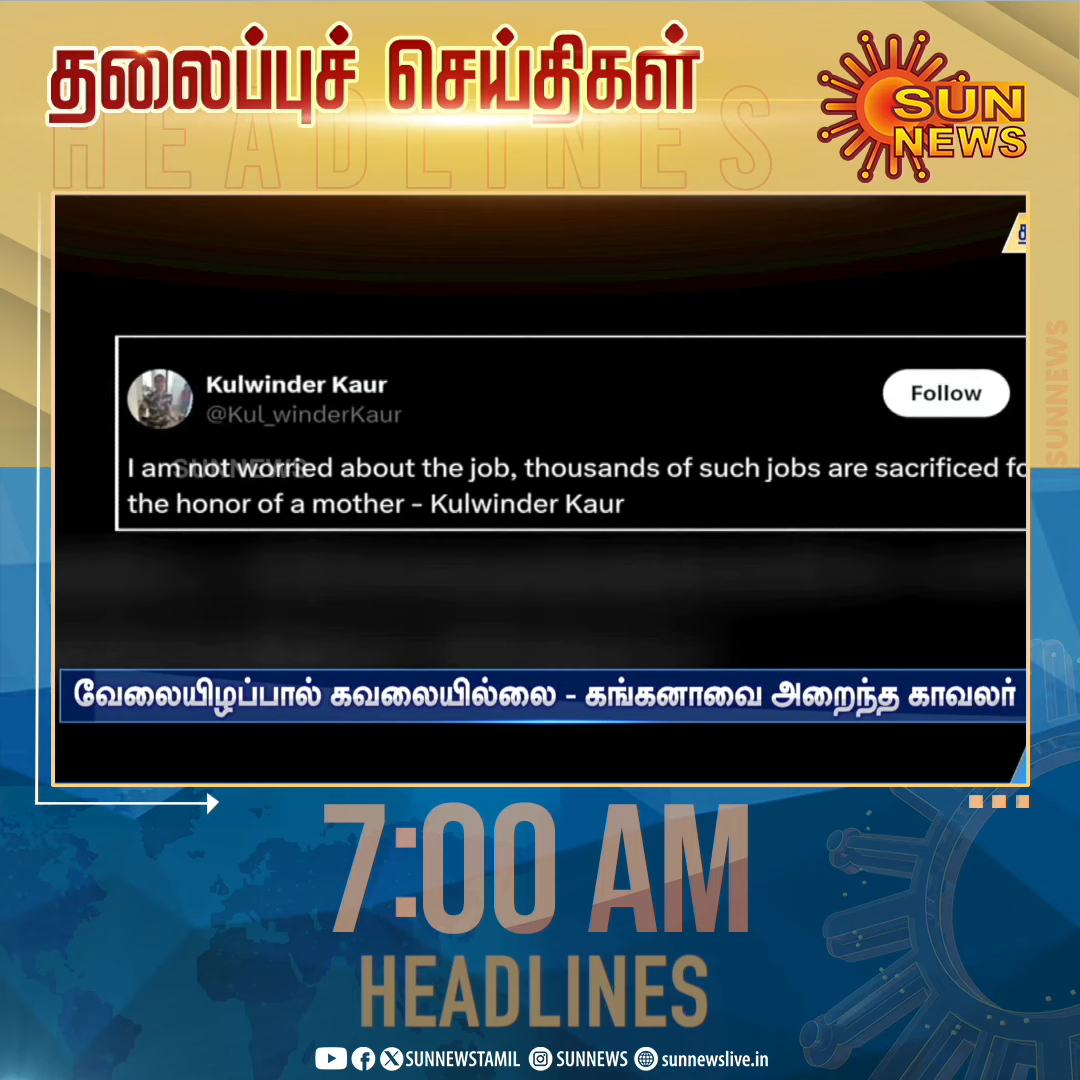 தலைப்புச் செய்திகள்
HEADLINES
SUN
NEWS
SUNNEWS
Kulwinder Kaur
@Kul_winderKaur
Follow
SUNNEWS
I am not worried about the job, thousands of such jobs are sacrificed fo
the honor of a mother - Kulwinder Kaur
வேலையிழப்பால் கவலையில்லை - கங்கனாவை அறைந்த காவலர்
7:00 AM
HEADLINES
SUNNEWSTAMIL SUNNEWS sunnewslive.in